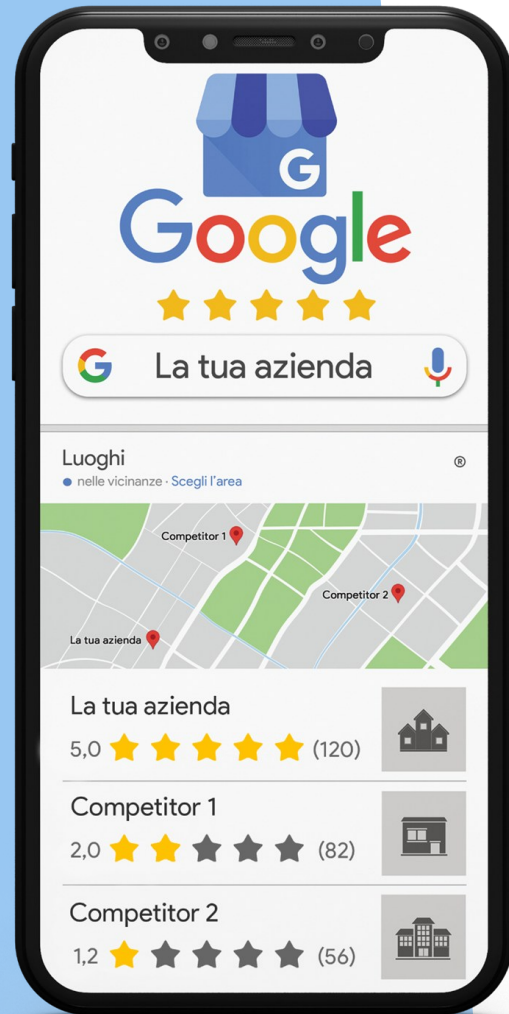 G
Google
G La tua azienda
Luoghi ®
nelle vicinanze · Scegli l'area
Competitor 1
Competitor 2
La tua azienda
La tua azienda
5,0 (120)
Competitor 1
2,0 (82)
Competitor 2
1,2 (56)